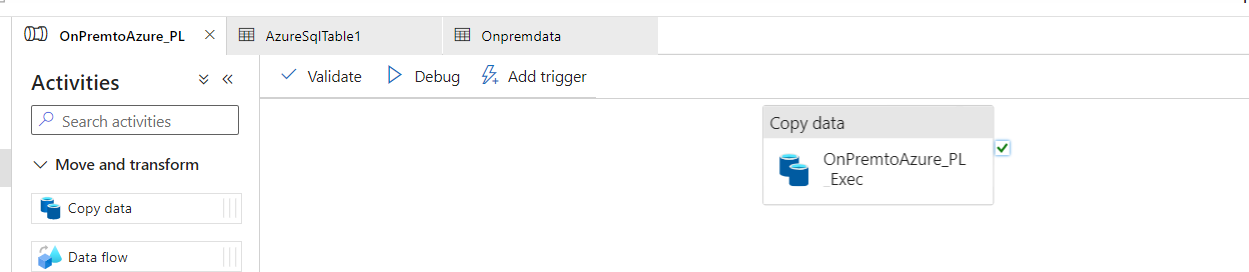 OnPremtoAzure_PL
AzureSqlTable1
Onpremdata
Activities
Validate
Debug
Add trigger
Search activities
Move and transform
Copy data
Data flow
Copy data
OnPremtoAzure_PL
_Exec